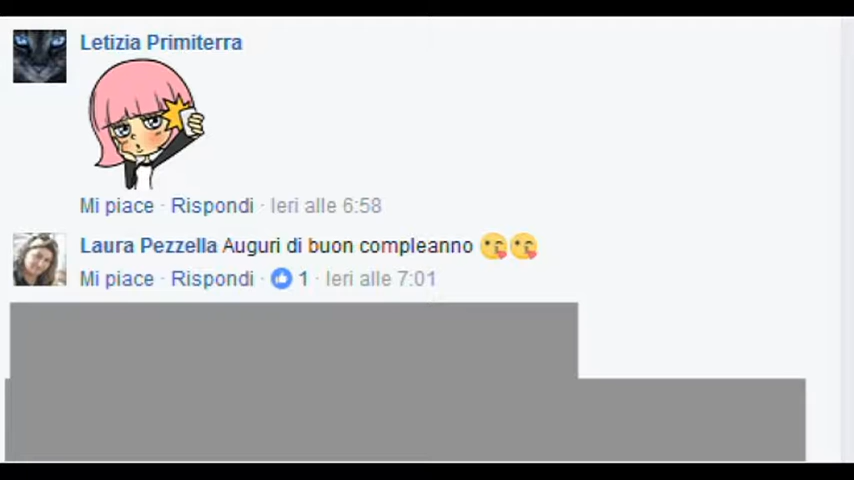 Letizia Primiterra
Mi piace · Rispondi · Ieri alle 6:58
Laura Pezzella Auguri di buon compleanno 😘😘
Mi piace · Rispondi · 1 · Ieri alle 7:01